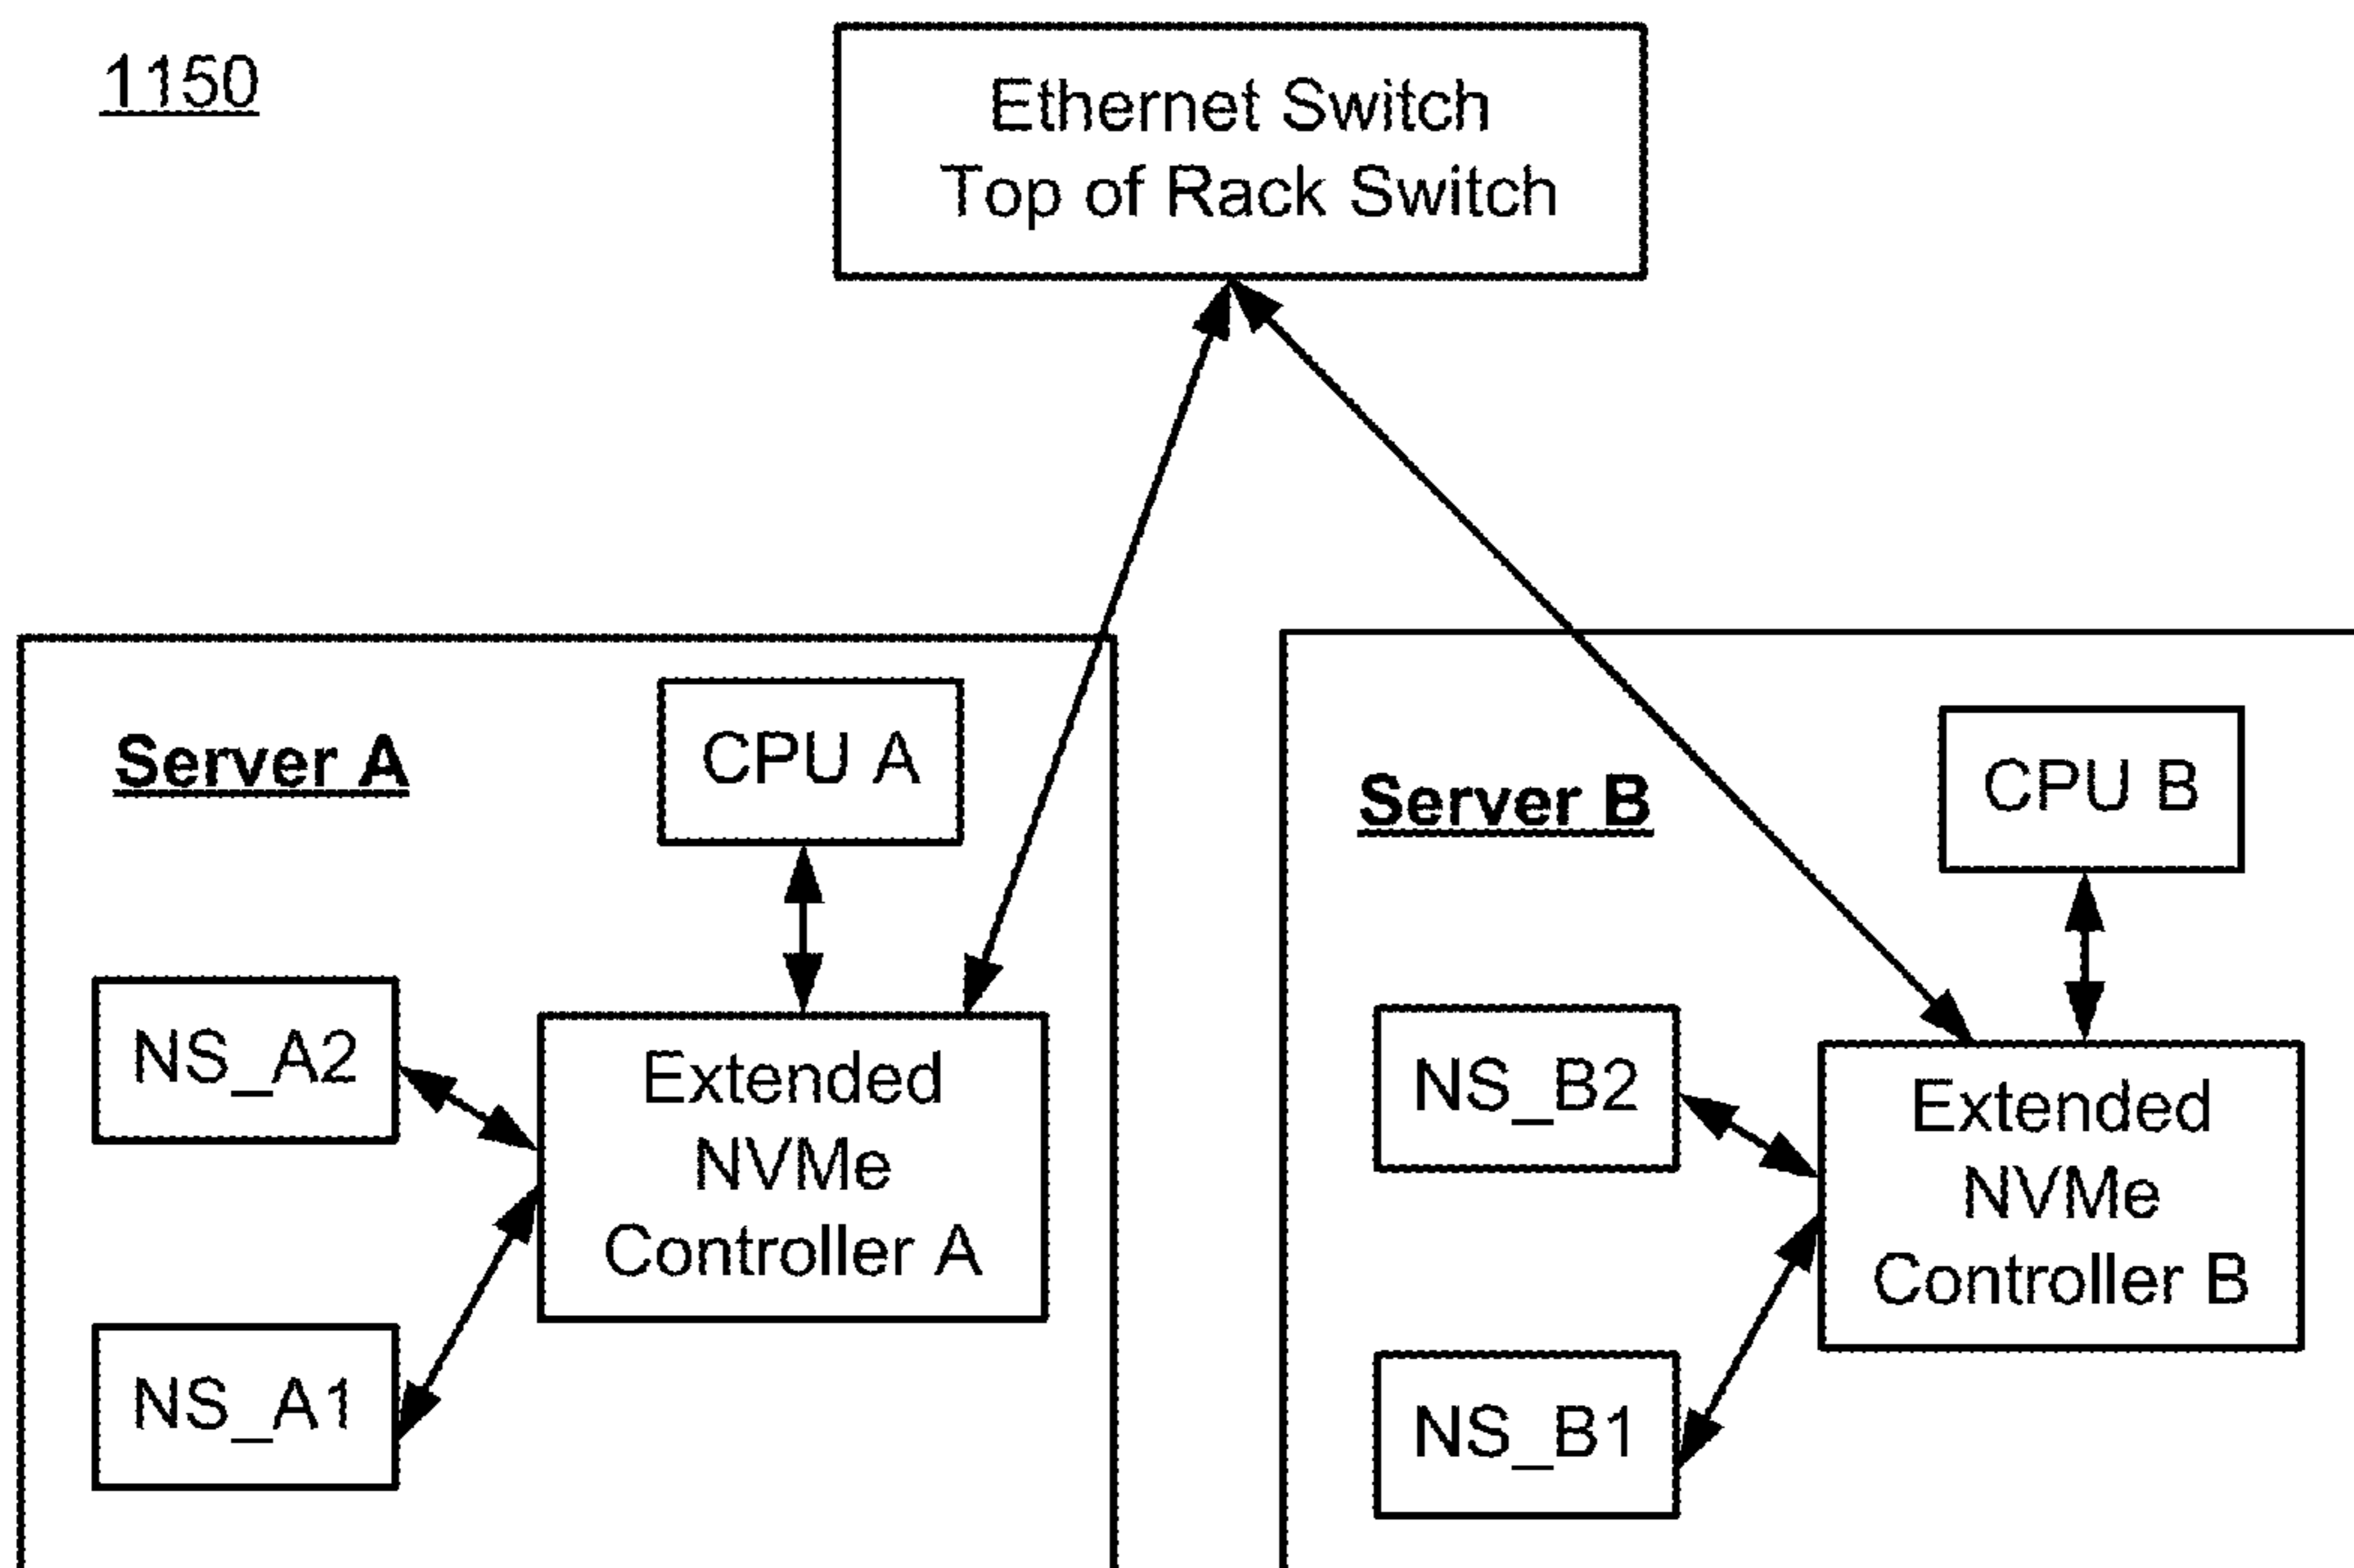 1150
Ethernet Switch
Top of Rack Switch
Server A
CPU A
NS_A2
Extended
NVMe
Controller A
NS_A1
Server B
CPU B
NS_B2
Extended
NVMe
Controller B
NS_B1